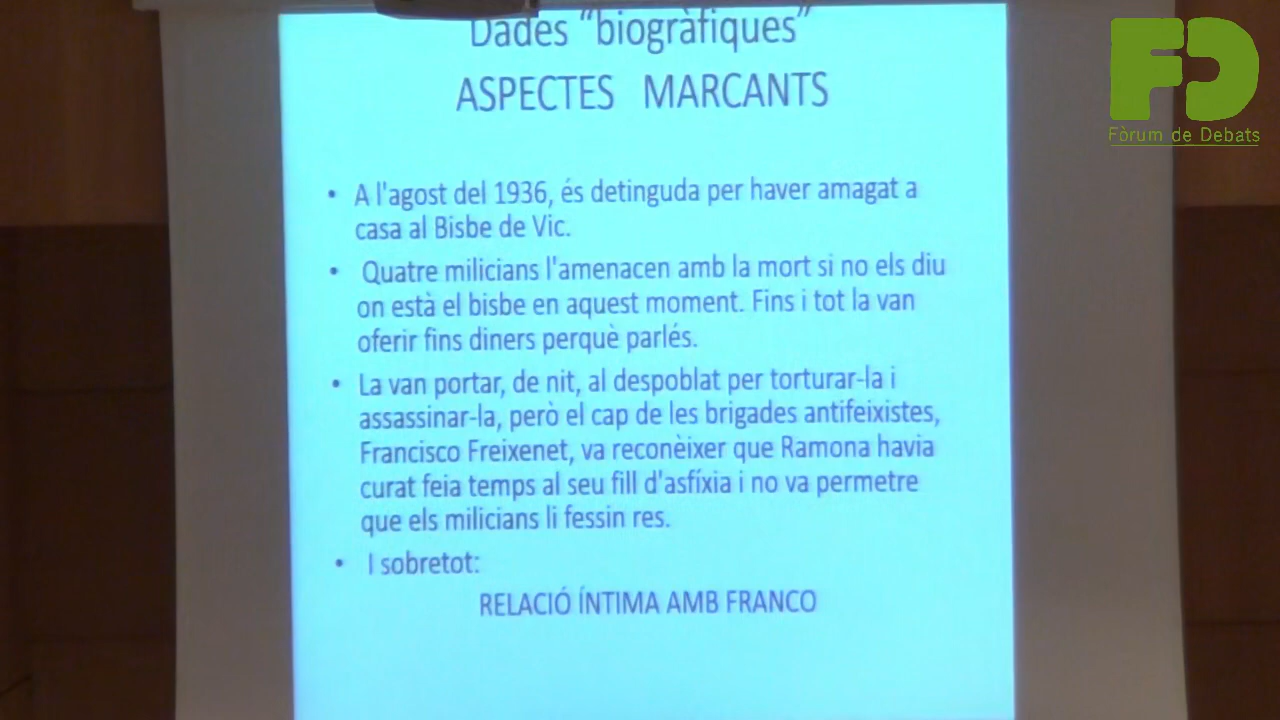 Dades “biogràfiques”
ASPECTES MARCANTS
• A l'agost del 1936, és detinguda per haver amagat a
casa al Bisbe de Vic.
• Quatre milicians l'amenacen amb la mort si no els diu
on està el bisbe en aquest moment. Fins i tot la van
oferir fins diners perquè parlés.
• La van portar, de nit, al despoblat per torturar-la i
assassinar-la, però el cap de les brigades antifeixistes,
Francisco Freixenet, va reconèixer que Ramona havia
curat feia temps al seu fill d'asfíxia i no va permetre
que els milicians li fessin res.
• I sobretot:
RELACIÓ ÍNTIMA AMB FRANCO
FD
Fòrum de Debats